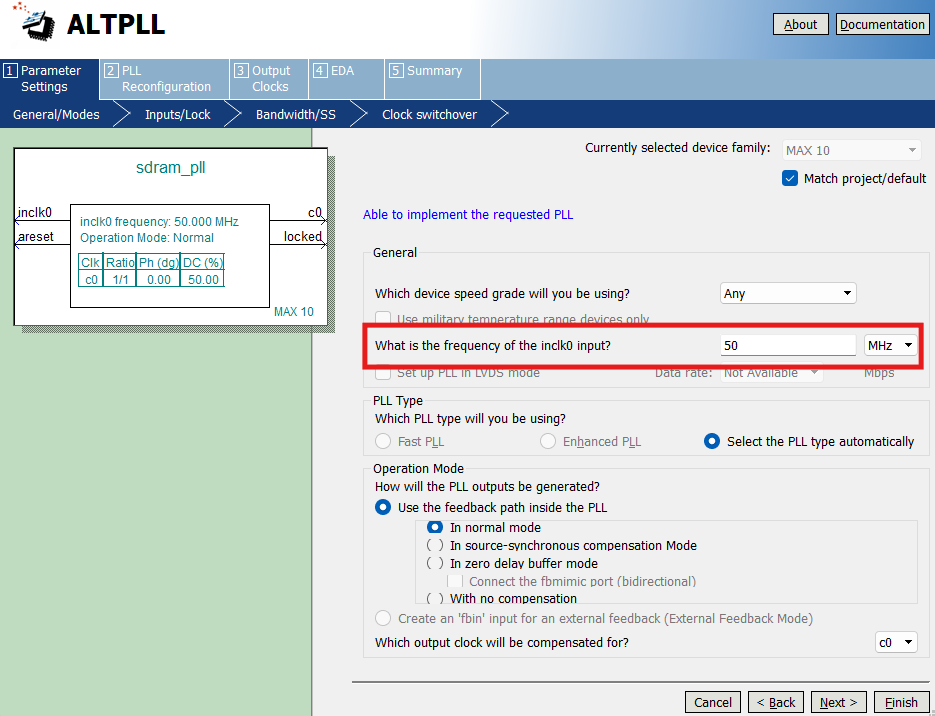 ALTPLL
About
Documentation
1 Parameter Settings
2 PLL Reconfiguration
3 Output Clocks
4 EDA
5 Summary
General/Modes
Inputs/Lock
Bandwidth/SS
Clock switchover
sdram_pll
inclk0
areset
inclk0 frequency: 50.000 MHz
Operation Mode: Normal
Clk Ratio Ph (dg) DC (%)
c0 1/1 0.00 50.00
c0
locked
MAX 10
Currently selected device family: MAX 10
Match project/default
Able to implement the requested PLL
General
Which device speed grade will you be using? Any
Use military temperature range devices only
What is the frequency of the inclk0 input? 50 MHz
Set up PLL in LVDS mode Data rate: Not Available Mbps
PLL Type
Which PLL type will you be using?
Fast PLL Enhanced PLL Select the PLL type automatically
Operation Mode
How will the PLL outputs be generated?
Use the feedback path inside the PLL
In normal mode
In source-synchronous compensation Mode
In zero delay buffer mode
Connect the fbmimic port (bidirectional)
With no compensation
Create an 'fbin' input for an external feedback (External Feedback Mode)
Which output clock will be compensated for? c0
Cancel < Back Next > Finish